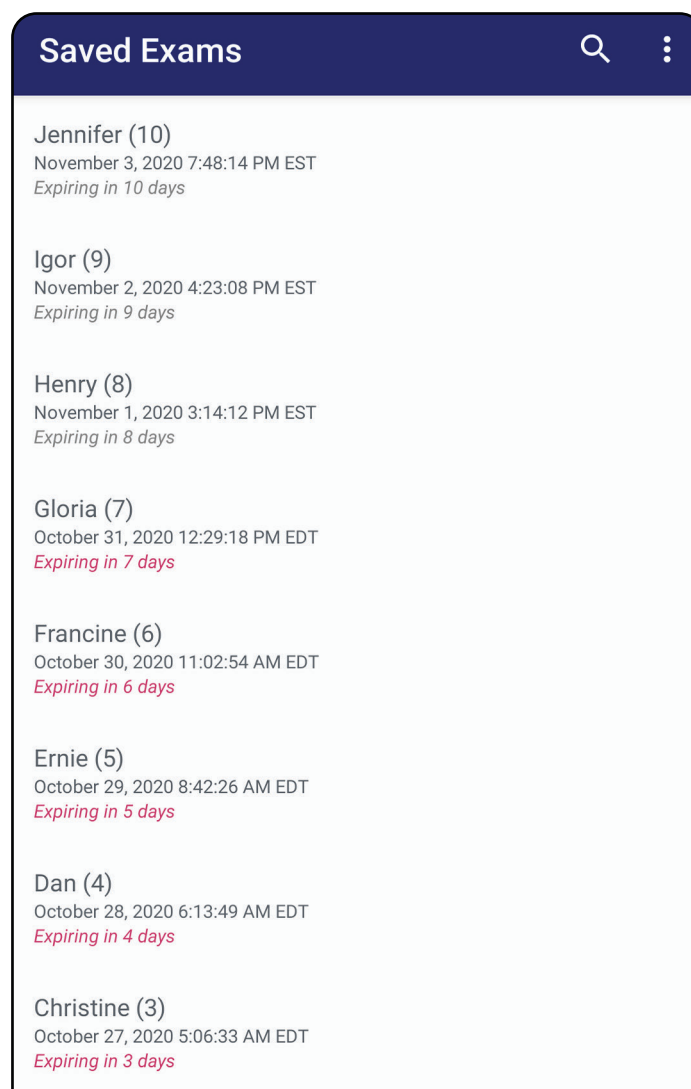 Saved Exams
Jennifer (10)
November 3, 2020 7:48:14 PM EST
Expiring in 10 days
Igor (9)
November 2, 2020 4:23:08 PM EST
Expiring in 9 days
Henry (8)
November 1, 2020 3:14:12 PM EST
Expiring in 8 days
Gloria (7)
October 31, 2020 12:29:18 PM EDT
Expiring in 7 days
Francine (6)
October 30, 2020 11:02:54 AM EDT
Expiring in 6 days
Ernie (5)
October 29, 2020 8:42:26 AM EDT
Expiring in 5 days
Dan (4)
October 28, 2020 6:13:49 AM EDT
Expiring in 4 days
Christine (3)
October 27, 2020 5:06:33 AM EDT
Expiring in 3 days